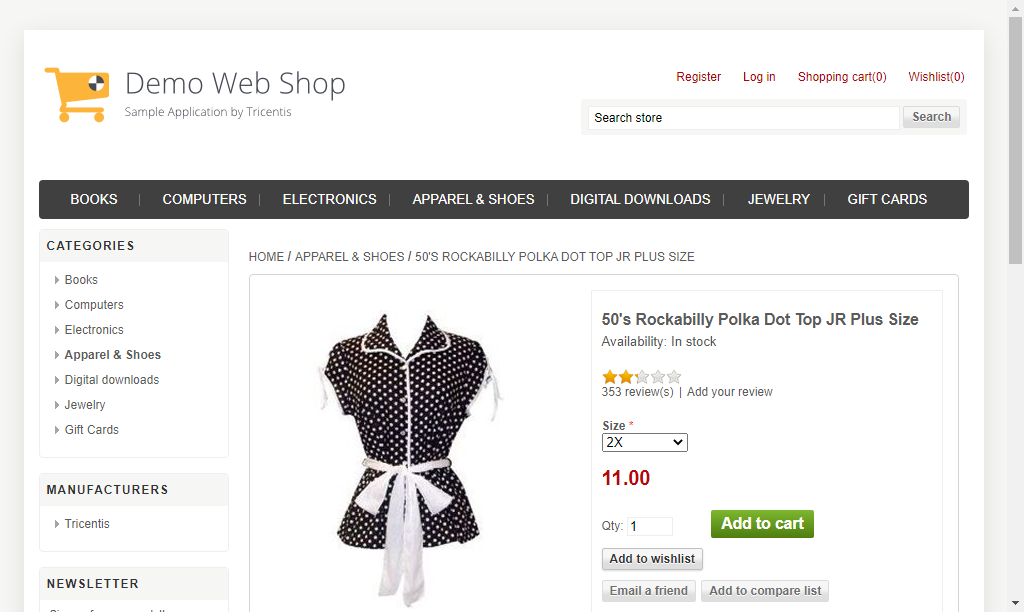 Demo Web Shop
Sample Application by Tricentis
Register Log in Shopping cart(0) Wishlist(0)
Search store Search
BOOKS COMPUTERS ELECTRONICS APPAREL & SHOES DIGITAL DOWNLOADS JEWELRY GIFT CARDS
CATEGORIES
Books
Computers
Electronics
Apparel & Shoes
Digital downloads
Jewelry
Gift Cards
MANUFACTURERS
Tricentis
NEWSLETTER
HOME / APPAREL & SHOES / 50'S ROCKABILLY POLKA DOT TOP JR PLUS SIZE
50's Rockabilly Polka Dot Top JR Plus Size
Availability: In stock
353 review(s) | Add your review
Size *
2X
11.00
Qty: 1 Add to cart
Add to wishlist
Email a friend Add to compare list